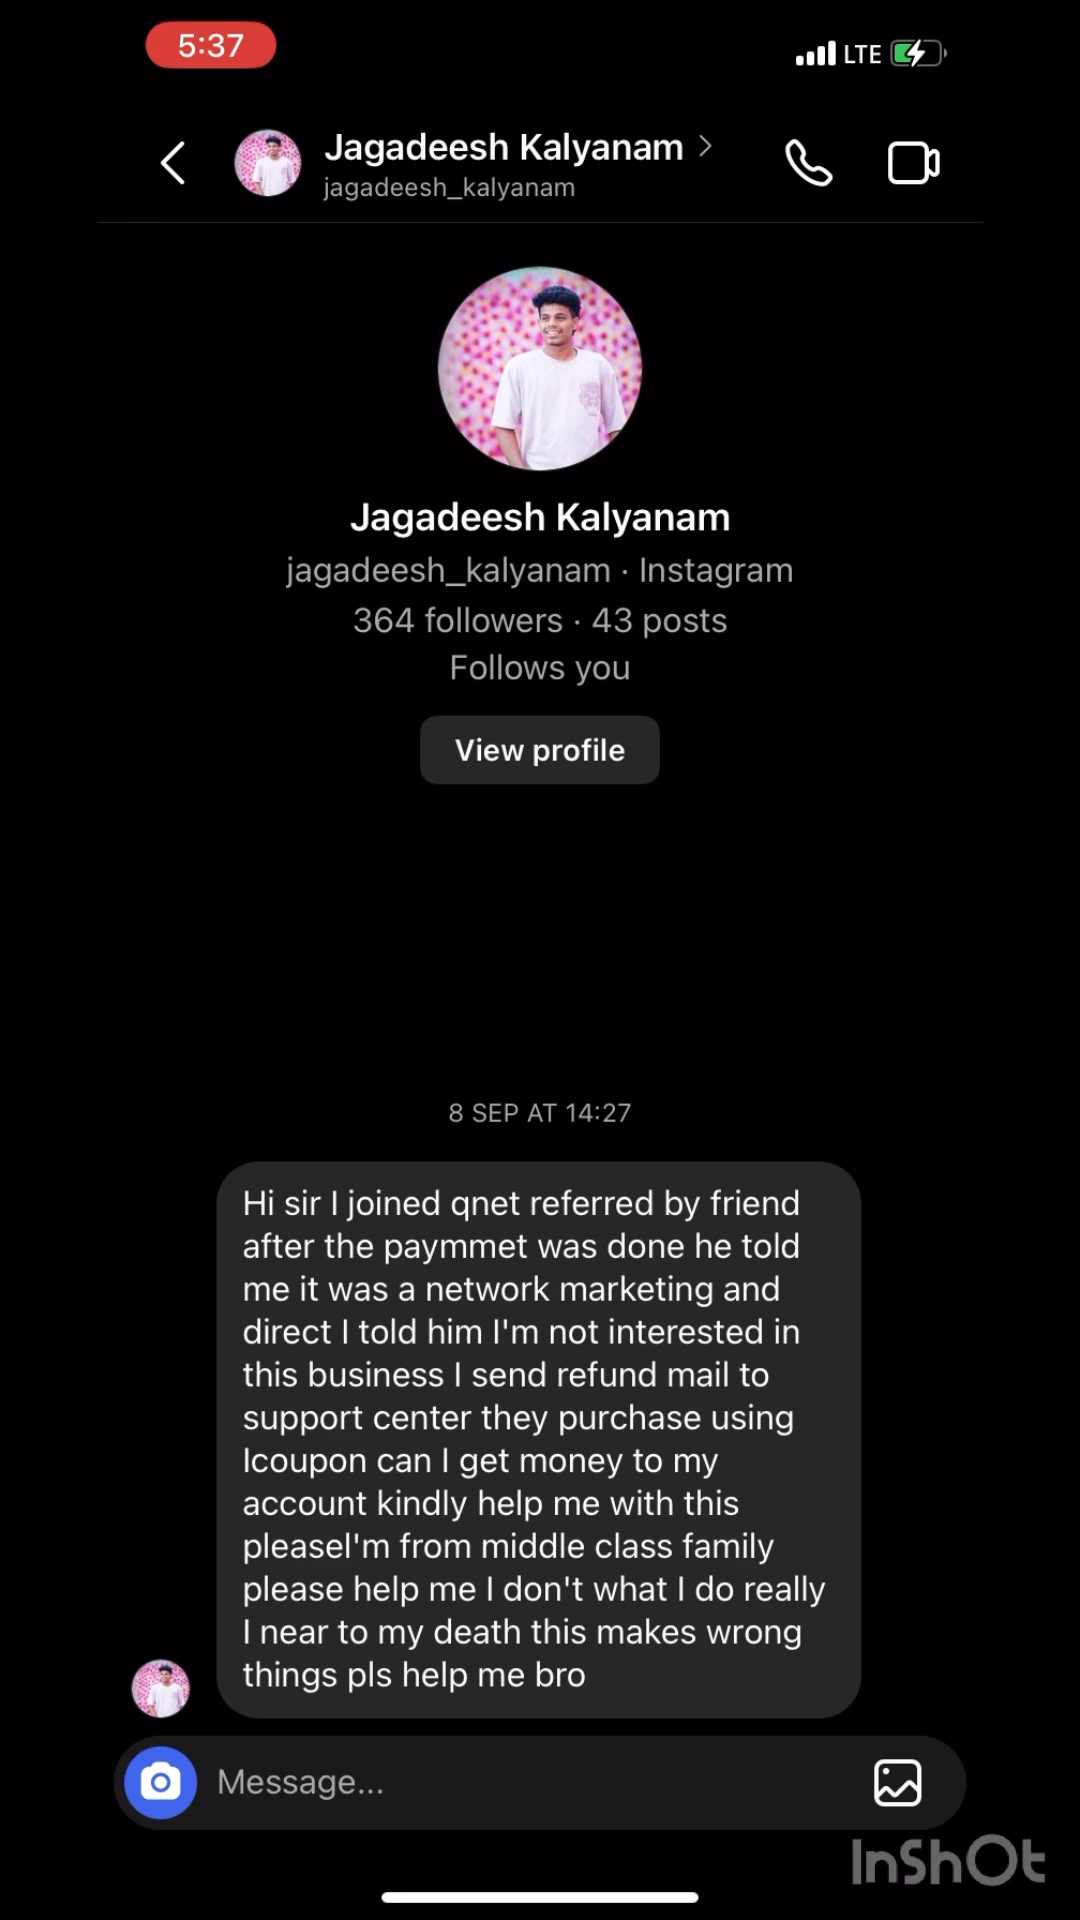 5:37
LTE
Jagadeesh Kalyanam
jagadeesh_kalyanam
Jagadeesh Kalyanam
jagadeesh_kalyanam · Instagram
364 followers · 43 posts
Follows you
View profile
8 SEP AT 14:27
Hi sir I joined qnet referred by friend
after the paymmet was done he told
me it was a network marketing and
direct I told him I'm not interested in
this business I send refund mail to
support center they purchase using
Icoupon can I get money to my
account kindly help me with this
pleaseI'm from middle class family
please help me I don't what I do really
I near to my death this makes wrong
things pls help me bro
Message...
InShOt